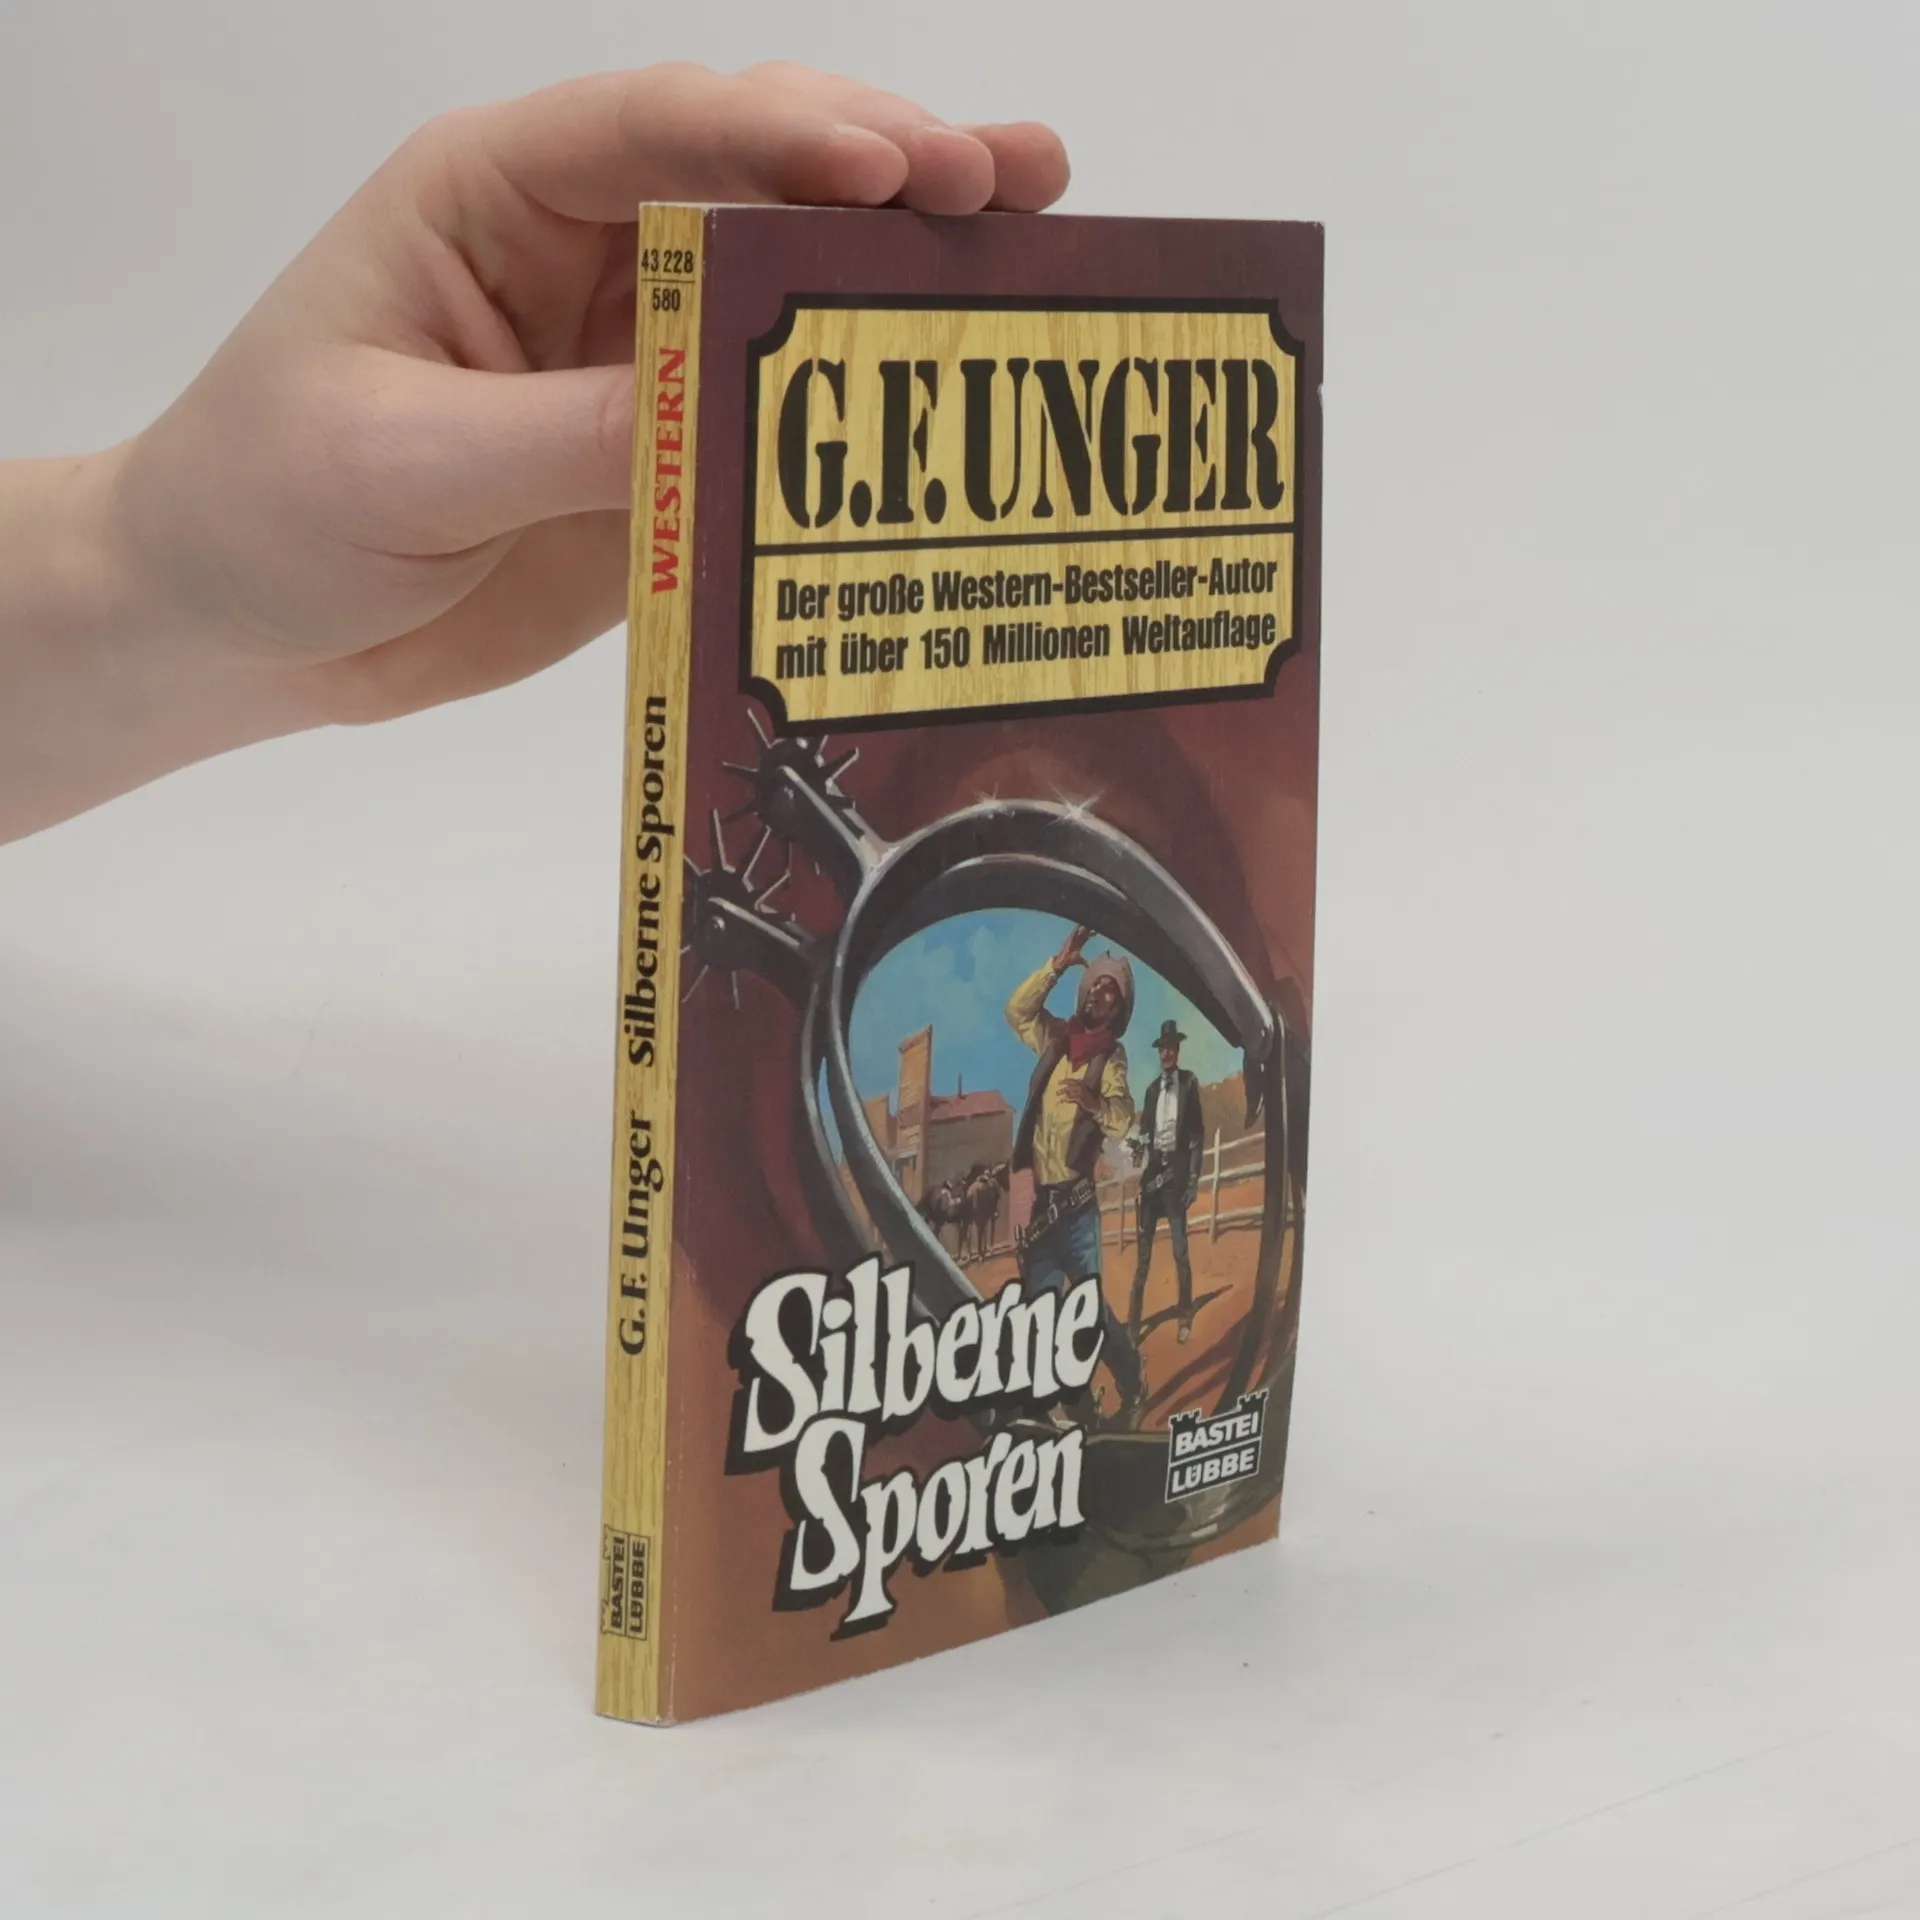 43 228
580
WESTERN
G.F. Unger Silberne Sporen
BASTEI
LÜBBE
G.F. UNGER
Der große Western-Bestseller-Autor
mit über 150 Millionen Weltauflage
Silberne
Sporen
BASTEI
LÜBBE